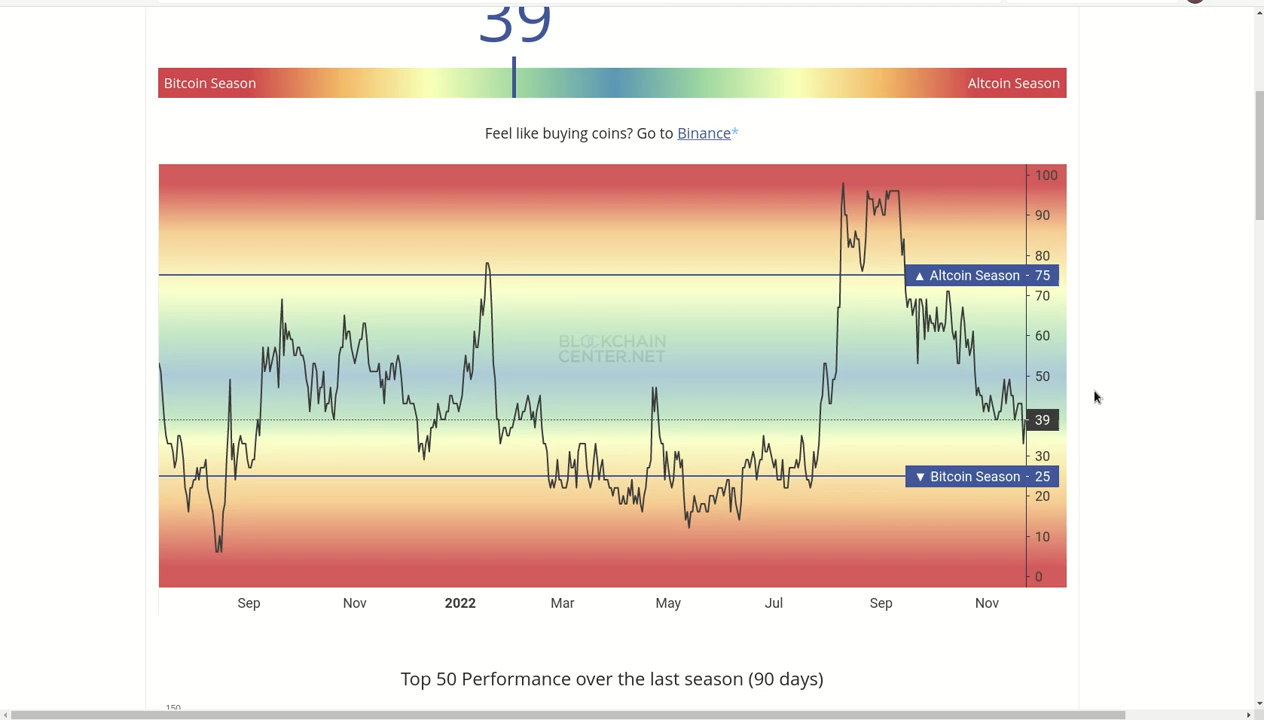 39
Bitcoin Season Altcoin Season
Feel like buying coins? Go to Binance*
100
90
80
▲ Altcoin Season - 75
70
60
BLOCKCHAIN
CENTER.NET
50
39
30
▼ Bitcoin Season - 25
20
10
0
Sep Nov 2022 Mar May Jul Sep Nov
Top 50 Performance over the last season (90 days)
150